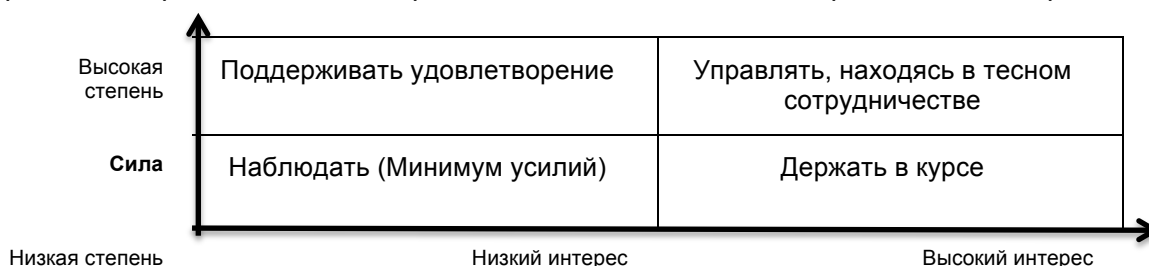 Высокая
степень
Поддерживать удовлетворение
Управлять, находясь в тесном
сотрудничестве
Сила
Наблюдать (Минимум усилий)
Держать в курсе
Низкая степень
Низкий интерес
Высокий интерес